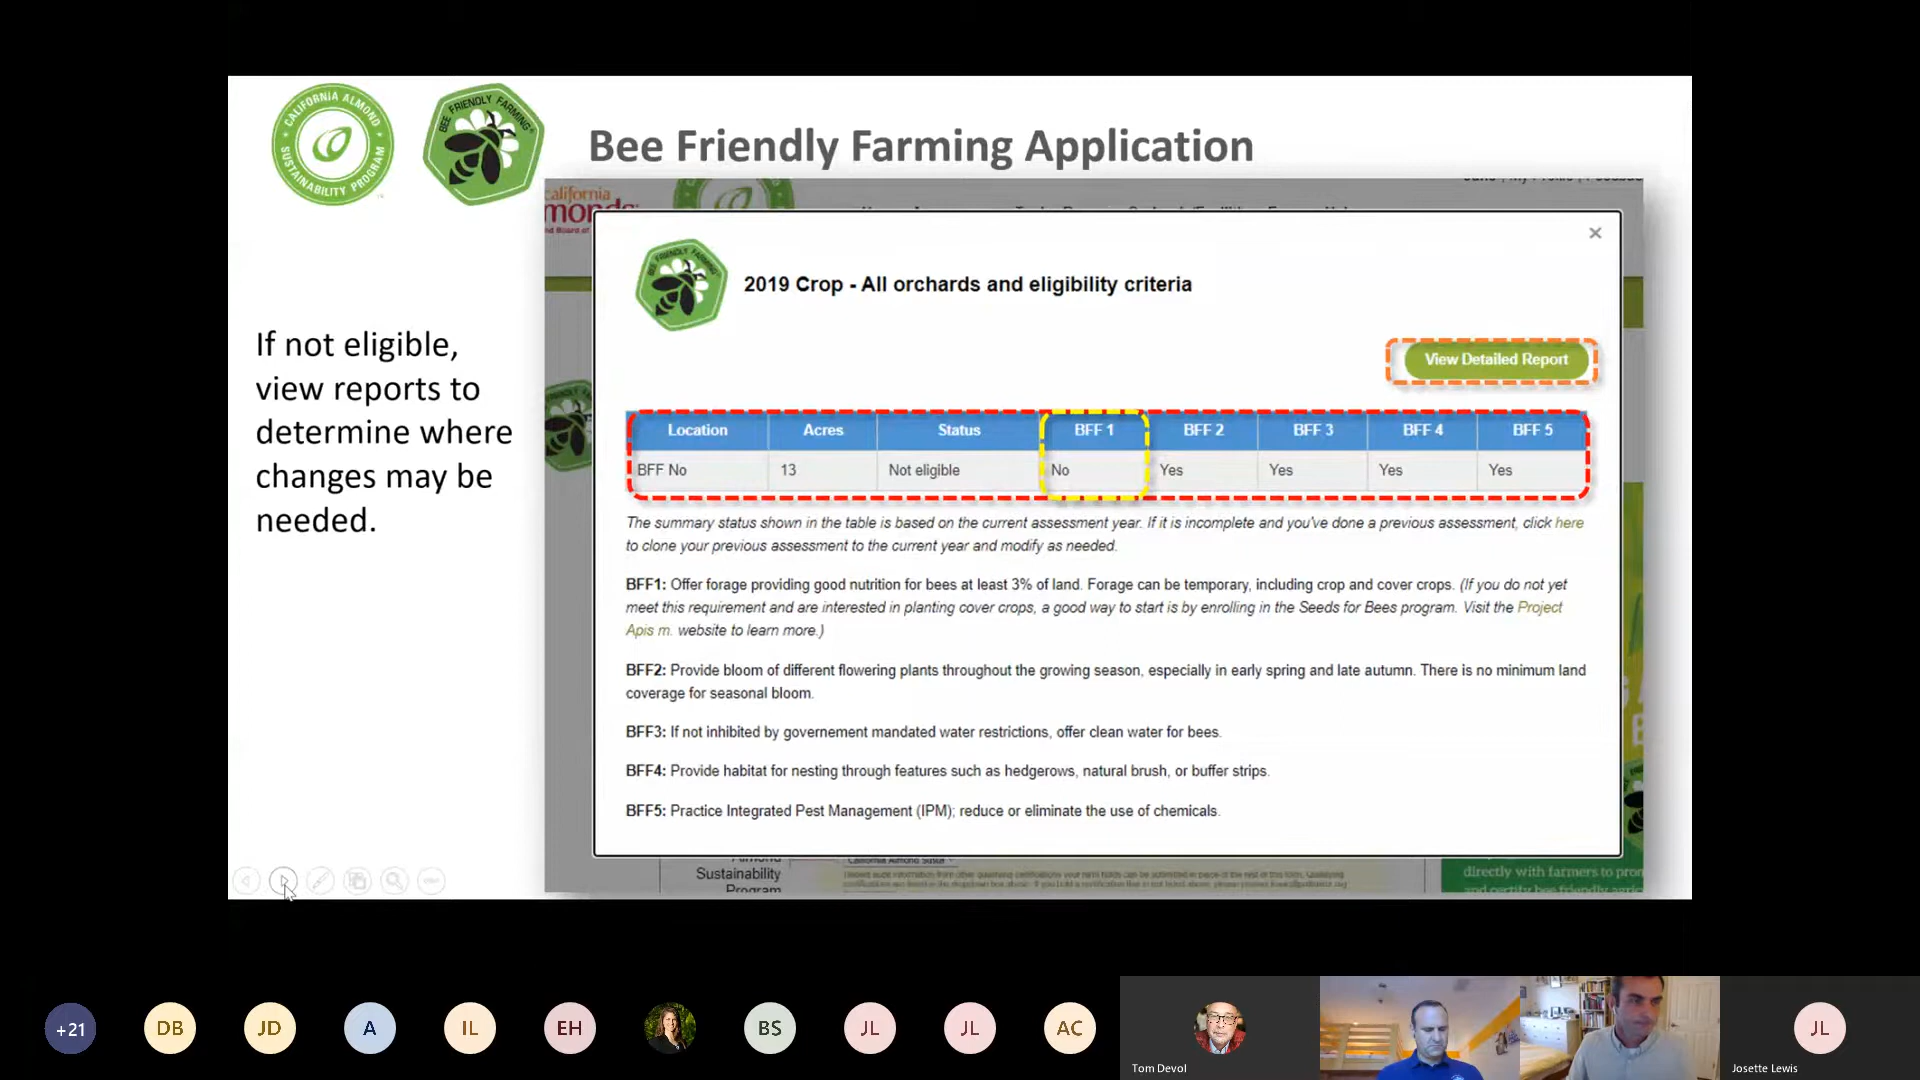 CALIFORNIA ALMOND
SUSTAINABILITY PROGRAM
BEE FRIENDLY FARMING
Bee Friendly Farming Application
If not eligible,
view reports to
determine where
changes may be
needed.
california
BEE FRIENDLY FARMING
2019 Crop - All orchards and eligibility criteria
×
View Detailed Report
Location Acres Status BFF 1 BFF 2 BFF 3 BFF 4 BFF 5
BFF No 13 Not eligible No Yes Yes Yes Yes
The summary status shown in the table is based on the current assessment year. If it is incomplete and you've done a previous assessment, click here
to clone your previous assessment to the current year and modify as needed.
BFF1: Offer forage providing good nutrition for bees at least 3% of land. Forage can be temporary, including crop and cover crops. (If you do not yet
meet this requirement and are interested in planting cover crops, a good way to start is by enrolling in the Seeds for Bees program. Visit the Project
Apis m. website to learn more.)
BFF2: Provide bloom of different flowering plants throughout the growing season, especially in early spring and late autumn. There is no minimum land
coverage for seasonal bloom.
BFF3: If not inhibited by governement mandated water restrictions, offer clean water for bees.
BFF4: Provide habitat for nesting through features such as hedgerows, natural brush, or buffer strips.
BFF5: Practice Integrated Pest Management (IPM); reduce or eliminate the use of chemicals.
Almond
Sustainability
Program
directly with farmers to
and certify bee friendly
+21 DB JD A IL EH BS JL JL AC JL
Tom Devol Josette Lewis